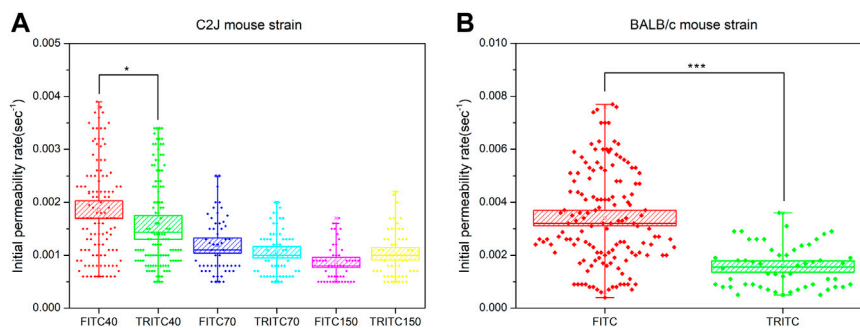 A
C2J mouse strain
Initial permeability rate(sec⁻¹)
0.005
0.004
0.003
0.002
0.001
0.000
*
FITC40 TRITC40 FITC70 TRITC70 FITC150 TRITC150
B
BALB/c mouse strain
Initial permeability rate(sec⁻¹)
0.010
0.008
0.006
0.004
0.002
0.000
***
FITC TRITC